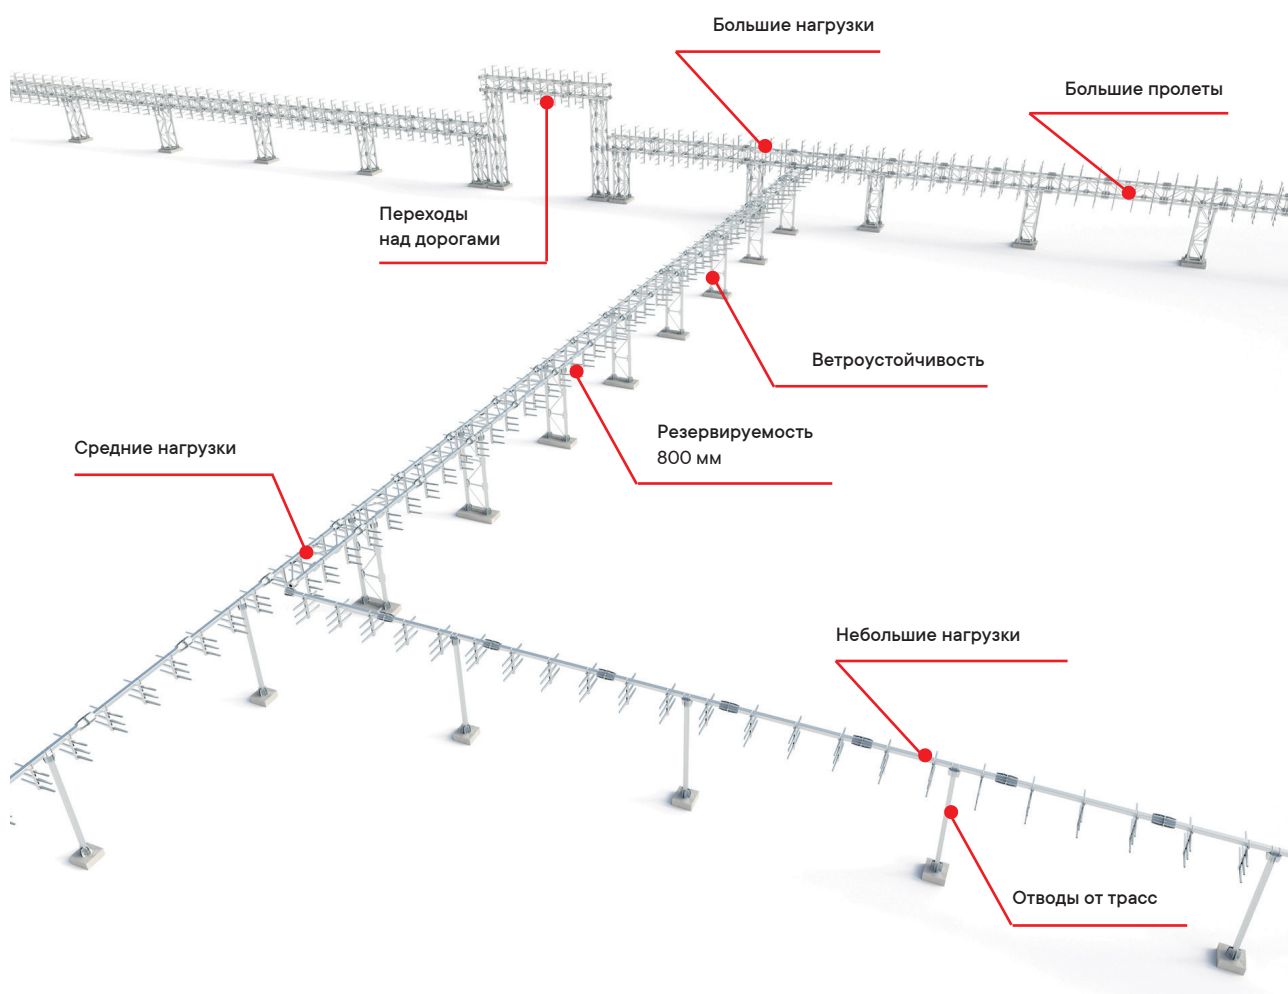 Большие нагрузки
Большие пролеты
Переходы
над дорогами
Ветроустойчивость
Резервируемость
800 мм
Средние нагрузки
Небольшие нагрузки
Отводы от трасс